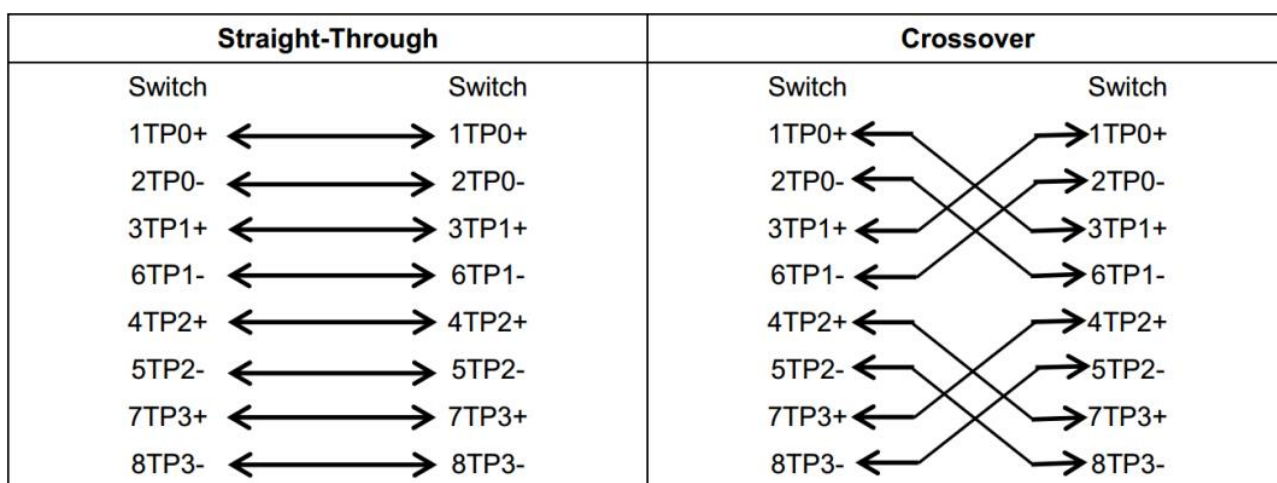 Straight-Through Crossover
Switch Switch Switch Switch
1TP0+ 1TP0+ 1TP0+ 1TP0+
2TP0- 2TP0- 2TP0- 2TP0-
3TP1+ 3TP1+ 3TP1+ 3TP1+
6TP1- 6TP1- 6TP1- 6TP1-
4TP2+ 4TP2+ 4TP2+ 4TP2+
5TP2- 5TP2- 5TP2- 5TP2-
7TP3+ 7TP3+ 7TP3+ 7TP3+
8TP3- 8TP3- 8TP3- 8TP3-